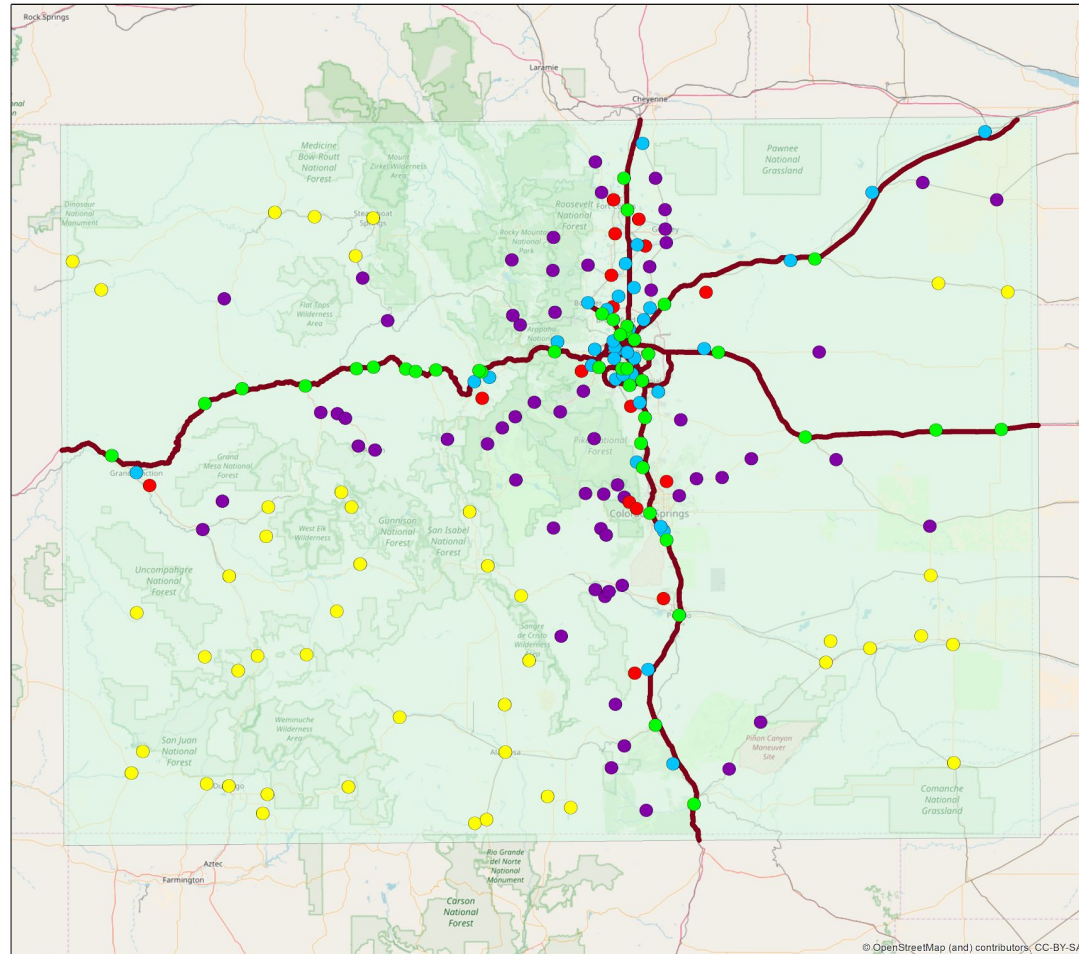 Rock Springs
Laramie
Cheyenne
Medicine
Bow-Routt
National
Forest
Mount
Zirkel Wilderness
Area
Pawnee
National
Grassland
Dinosaur
National
Monument
Steamboat
Springs
Roosevelt
National
Forest
Rocky Mountain
National
Park
Flat Tops
Wilderness
Area
Arapaho
National
Grand Junction
Grand
Mesa National
Forest
Pike National
Forest
Colorado Springs
West Elk
Wilderness
Gunnison
National
Forest
San Isabel
National
Forest
Uncompahgre
National
Forest
Sangre
de Cristo
Wilderness
Area
Pueblo
Weminuche
Wilderness
Area
San Juan
National
Forest
Alamosa
Piñon Canyon
Maneuver
Site
Durango
Comanche
National
Grassland
Aztec
Farmington
Rio Grande
del Norte
National
Monument
Carson
National
Forest
© OpenStreetMap (and) contributors, CC-BY-SA